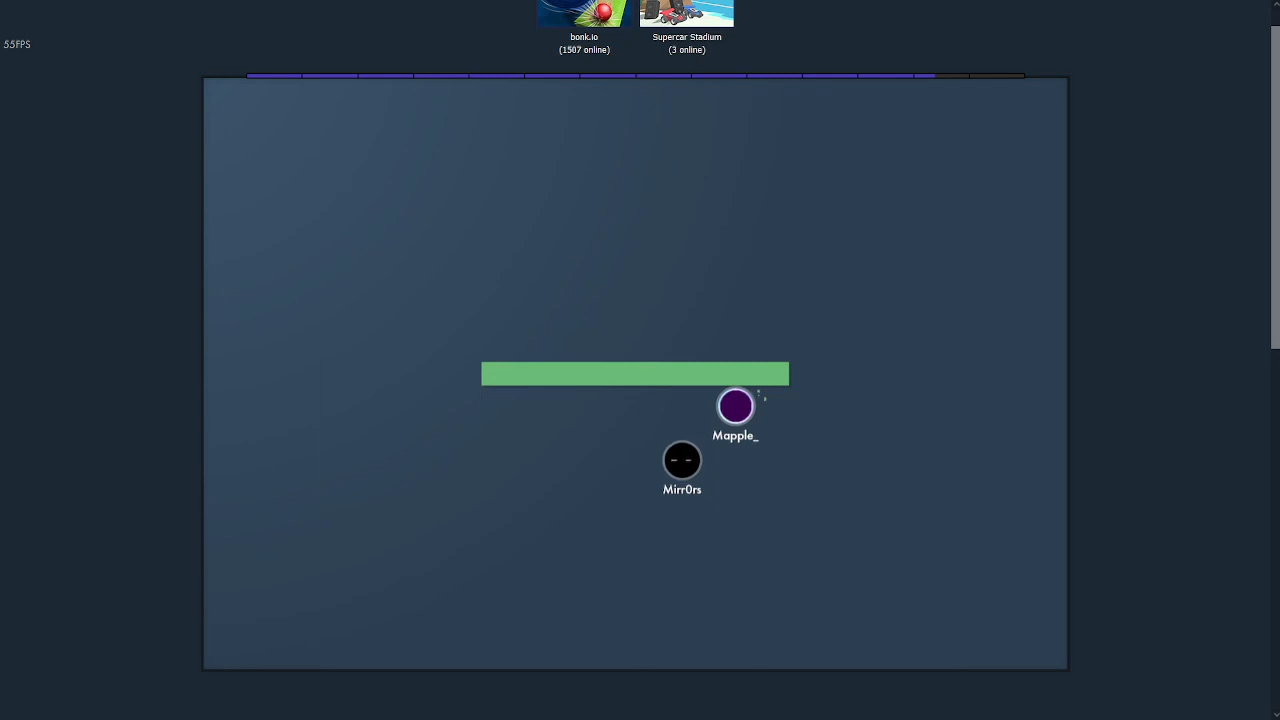 55FPS
bonk.io
(1507 online)
Supercar Stadium
(3 online)
Mapple_
Mirr0rs